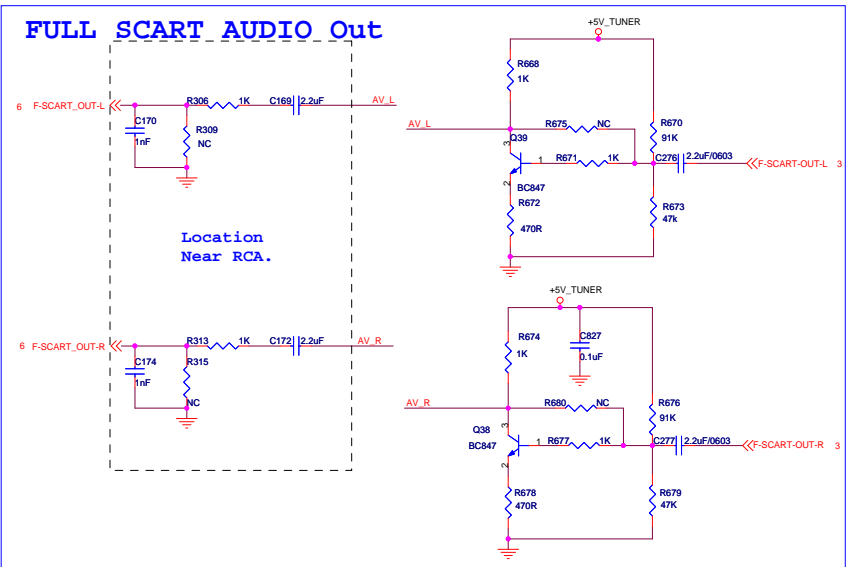 FULL SCART AUDIO Out
+5V_TUNER
R668
1K
6 F-SCART_OUT-L
R306 1K
C169 2.2uF
AV_L
C170
1nF
R309
NC
AV_L
R675 NC
R670
91K
Q39
3
1
2
BC847
R671 1K
C276 2.2uF/0603
F-SCART-OUT-L 3
R672
470R
R673
47k
Location
Near RCA.
+5V_TUNER
R674
1K
C827
0.1uF
6 F-SCART_OUT-R
R313 1K
C172 2.2uF
AV_R
C174
1nF
R315
NC
AV_R
R680 NC
R676
91K
Q38
BC847
3
1
2
R677 1K
C277 2.2uF/0603
F-SCART-OUT-R 3
R678
470R
R679
47K